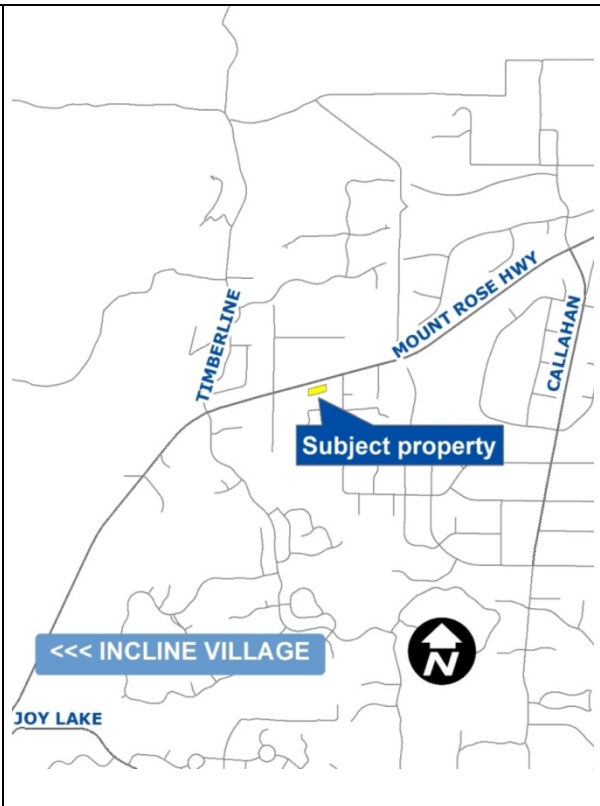 MOUNT ROSE HWY
TIMBERLINE
CALLAHAN
Subject property
<<< INCLINE VILLAGE
N
JOY LAKE